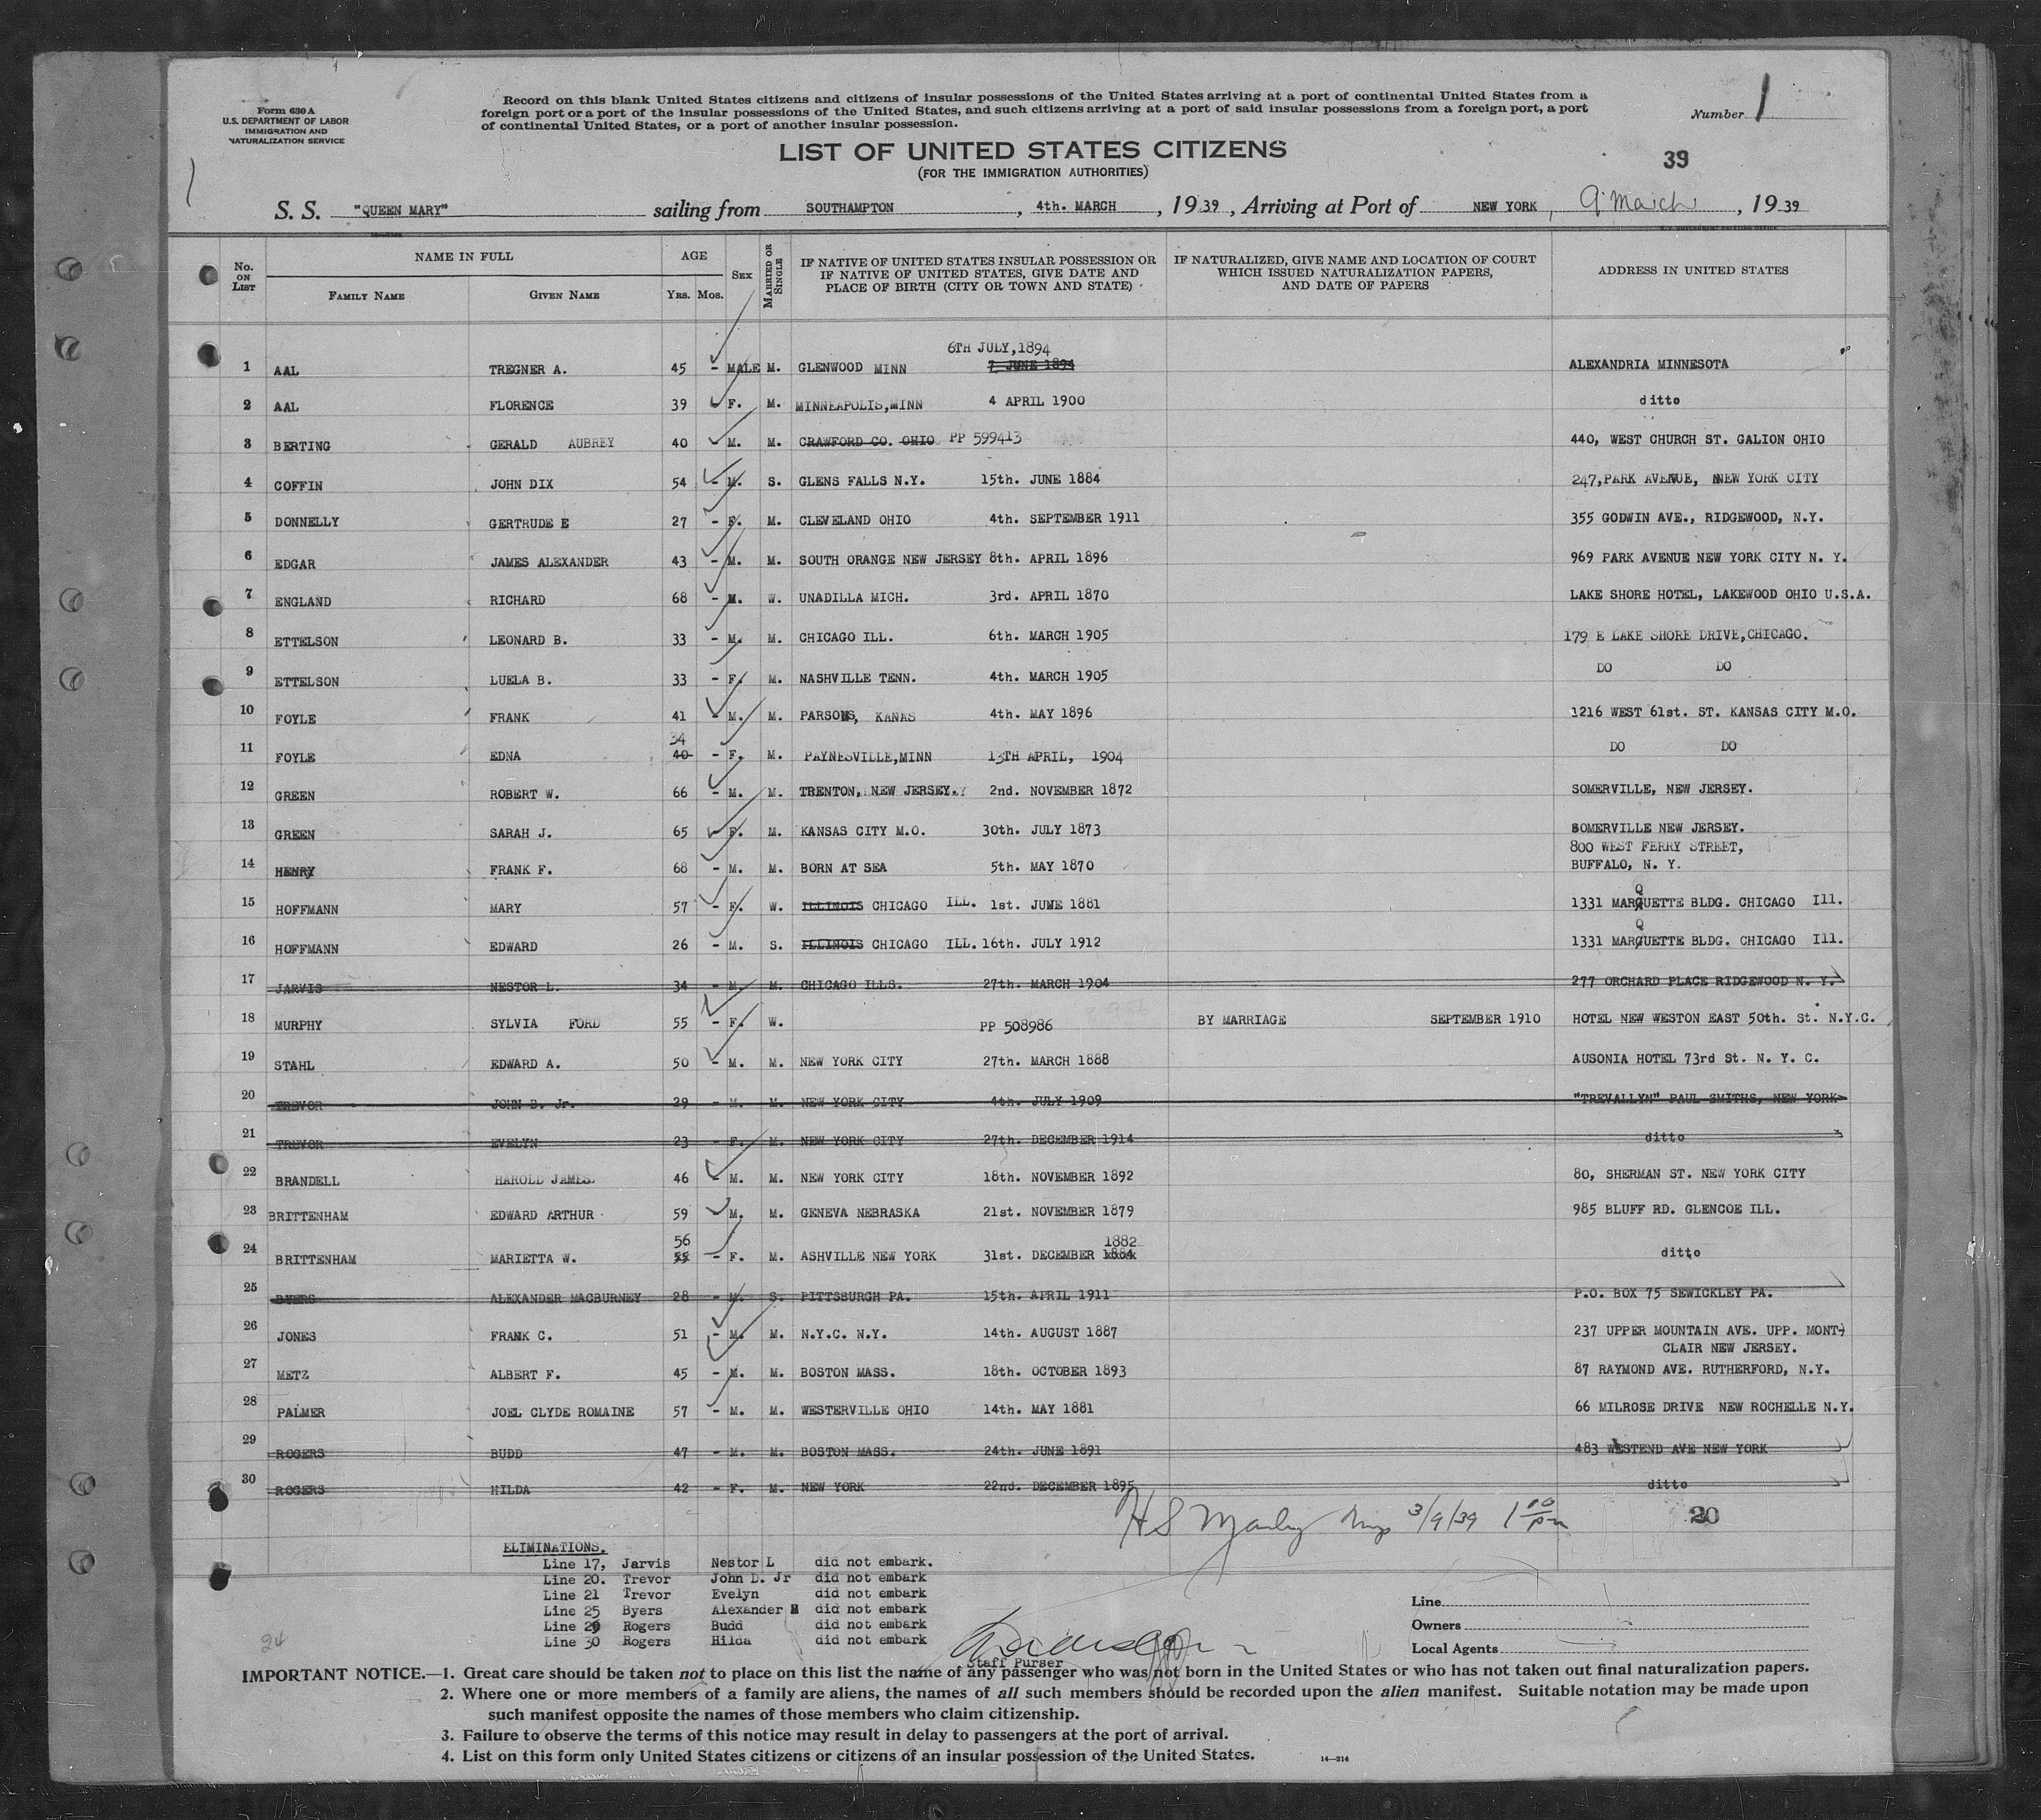 Form 630 A
U.S. DEPARTMENT OF LABOR
IMMIGRATION AND
NATURALIZATION SERVICE
Record on this blank United States citizens and citizens of insular possessions of the United States arriving at a port of continental United States from a
foreign port or a port of the insular possessions of the United States, and such citizens arriving at a port of said insular possessions from a foreign port, a port
of continental United States, or a port of another insular possession.
Number 1
LIST OF UNITED STATES CITIZENS
(FOR THE IMMIGRATION AUTHORITIES)
39
S. S. "QUEEN MARY" sailing from SOUTHAMPTON, 4th. MARCH, 1939, Arriving at Port of NEW YORK, 9 March, 1939
No. ON LIST NAME IN FULL AGE SEX MARRIED OR SINGLE IF NATIVE OF UNITED STATES INSULAR POSSESSION OR IF NATIVE OF UNITED STATES, GIVE DATE AND PLACE OF BIRTH (CITY OR TOWN AND STATE) IF NATURALIZED, GIVE NAME AND LOCATION OF COURT WHICH ISSUED NATURALIZATION PAPERS, AND DATE OF PAPERS ADDRESS IN UNITED STATES
FAMILY NAME GIVEN NAME YRS. MOS.
6TH JULY,1894
1 AAL TREGNER A. 45 - MALE M. GLENWOOD MINN 7 JUNE 1894 ALEXANDRIA MINNESOTA
2 AAL FLORENCE 39 - F. M. MINNEAPOLIS,MINN 4 APRIL 1900 ditto
3 BERTING GERALD AUBREY 40 - M. M. CRAWFORD CO. OHIO PP 599413 440, WEST CHURCH ST. GALION OHIO
4 COFFIN JOHN DIX 54 - M. S. GLENS FALLS N.Y. 15th. JUNE 1884 247,PARK AVENUE, NEW YORK CITY
5 DONNELLY GERTRUDE E 27 - F. M. CLEVELAND OHIO 4th. SEPTEMBER 1911 355 GODWIN AVE., RIDGEWOOD, N.Y.
6 EDGAR JAMES ALEXANDER 43 - M. M. SOUTH ORANGE NEW JERSEY 8th. APRIL 1896 969 PARK AVENUE NEW YORK CITY N. Y.
7 ENGLAND RICHARD 68 - M. W. UNADILLA MICH. 3rd. APRIL 1870 LAKE SHORE HOTEL, LAKEWOOD OHIO U.S.A.
8 ETTELSON LEONARD B. 33 - M. M. CHICAGO ILL. 6th. MARCH 1905 179 E LAKE SHORE DRIVE,CHICAGO.
9 ETTELSON LUELA B. 33 - F. M. NASHVILLE TENN. 4th. MARCH 1905 DO DO
10 FOYLE FRANK 41 - M. M. PARSONS, KANAS 4th. MAY 1896 1216 WEST 61st. ST. KANSAS CITY M.O.
34
11 FOYLE EDNA 40 - F. M. PAYNESVILLE,MINN 13TH APRIL, 1904 DO DO
12 GREEN ROBERT W. 66 - M. M. TRENTON, NEW JERSEY. 2nd. NOVEMBER 1872 SOMERVILLE, NEW JERSEY.
13 GREEN SARAH J. 65 - F. M. KANSAS CITY M.O. 30th. JULY 1873 SOMERVILLE NEW JERSEY.
800 WEST FERRY STREET,
14 HENRY FRANK F. 68 - M. M. BORN AT SEA 5th. MAY 1870 BUFFALO, N. Y.
15 HOFFMANN MARY 57 - F. W. ILLINOIS CHICAGO ILL. 1st. JUNE 1881 1331 MARQUETTE BLDG. CHICAGO Ill.
16 HOFFMANN EDWARD 26 - M. S. ILLINOIS CHICAGO ILL. 16th. JULY 1912 1331 MARQUETTE BLDG. CHICAGO Ill.
17 JARVIS NESTOR L. 34 - M. M. CHICAGO ILLS. 27th. MARCH 1904 277 ORCHARD PLACE RIDGEWOOD N. Y.
18 MURPHY SYLVIA FORD 55 - F. W. PP 508986 BY MARRIAGE SEPTEMBER 1910 HOTEL NEW WESTON EAST 50th. St. N.Y.C.
19 STAHL EDWARD A. 50 - M. M. NEW YORK CITY 27th. MARCH 1888 AUSONIA HOTEL 73rd St. N. Y. C.
20 TREVOR JOHN B. Jr. 29 - M. M. NEW YORK CITY 4th. JULY 1909 "TREVALLYN" PAUL SMITHS, NEW YORK
21 TREVOR EVELYN 23 - F. M. NEW YORK CITY 27th. DECEMBER 1914 ditto
22 BRANDELL HAROLD JAMES 46 - M. M. NEW YORK CITY 18th. NOVEMBER 1892 80, SHERMAN ST. NEW YORK CITY
23 BRITTENHAM EDWARD ARTHUR 59 M. M. GENEVA NEBRASKA 21st. NOVEMBER 1879 985 BLUFF RD. GLENCOE ILL.
56 1882
24 BRITTENHAM MARIETTA W. 55 - F. M. ASHVILLE NEW YORK 31st. DECEMBER 1884 ditto
25 BYERS ALEXANDER MACBURNEY 28 - M. S. PITTSBURGH PA. 15th. APRIL 1911 P.O. BOX 75 SEWICKLEY PA.
26 JONES FRANK C. 51 - M. M. N.Y.C. N.Y. 14th. AUGUST 1887 237 UPPER MOUNTAIN AVE. UPP. MONT-
CLAIR NEW JERSEY.
27 METZ ALBERT F. 45 - M. M. BOSTON MASS. 18th. OCTOBER 1893 87 RAYMOND AVE. RUTHERFORD, N.Y.
28 PALMER JOEL CLYDE ROMAINE 57 - M. M. WESTERVILLE OHIO 14th. MAY 1881 66 MILROSE DRIVE NEW ROCHELLE N.Y.
29 ROGERS BUDD 47 - M. M. BOSTON MASS. 24th. JUNE 1891 483 WESTEND AVE NEW YORK
30 ROGERS HILDA 42 - F. M. NEW YORK 22nd. DECEMBER 1895 ditto
H S 3/9/39 1 00 pm 20
ELIMINATIONS.
Line 17, Jarvis Nestor L did not embark.
Line 20. Trevor John D. Jr did not embark
Line 21 Trevor Evelyn did not embark
Line 25 Byers Alexander M did not embark
Line 29 Rogers Budd did not embark
Line 30 Rogers Hilda did not embark
Line
Owners
Local Agents
24
Staff Purser
IMPORTANT NOTICE.—1. Great care should be taken not to place on this list the name of any passenger who was not born in the United States or who has not taken out final naturalization papers.
2. Where one or more members of a family are aliens, the names of all such members should be recorded upon the alien manifest. Suitable notation may be made upon
such manifest opposite the names of those members who claim citizenship.
3. Failure to observe the terms of this notice may result in delay to passengers at the port of arrival.
4. List on this form only United States citizens or citizens of an insular possession of the United States.
14—214